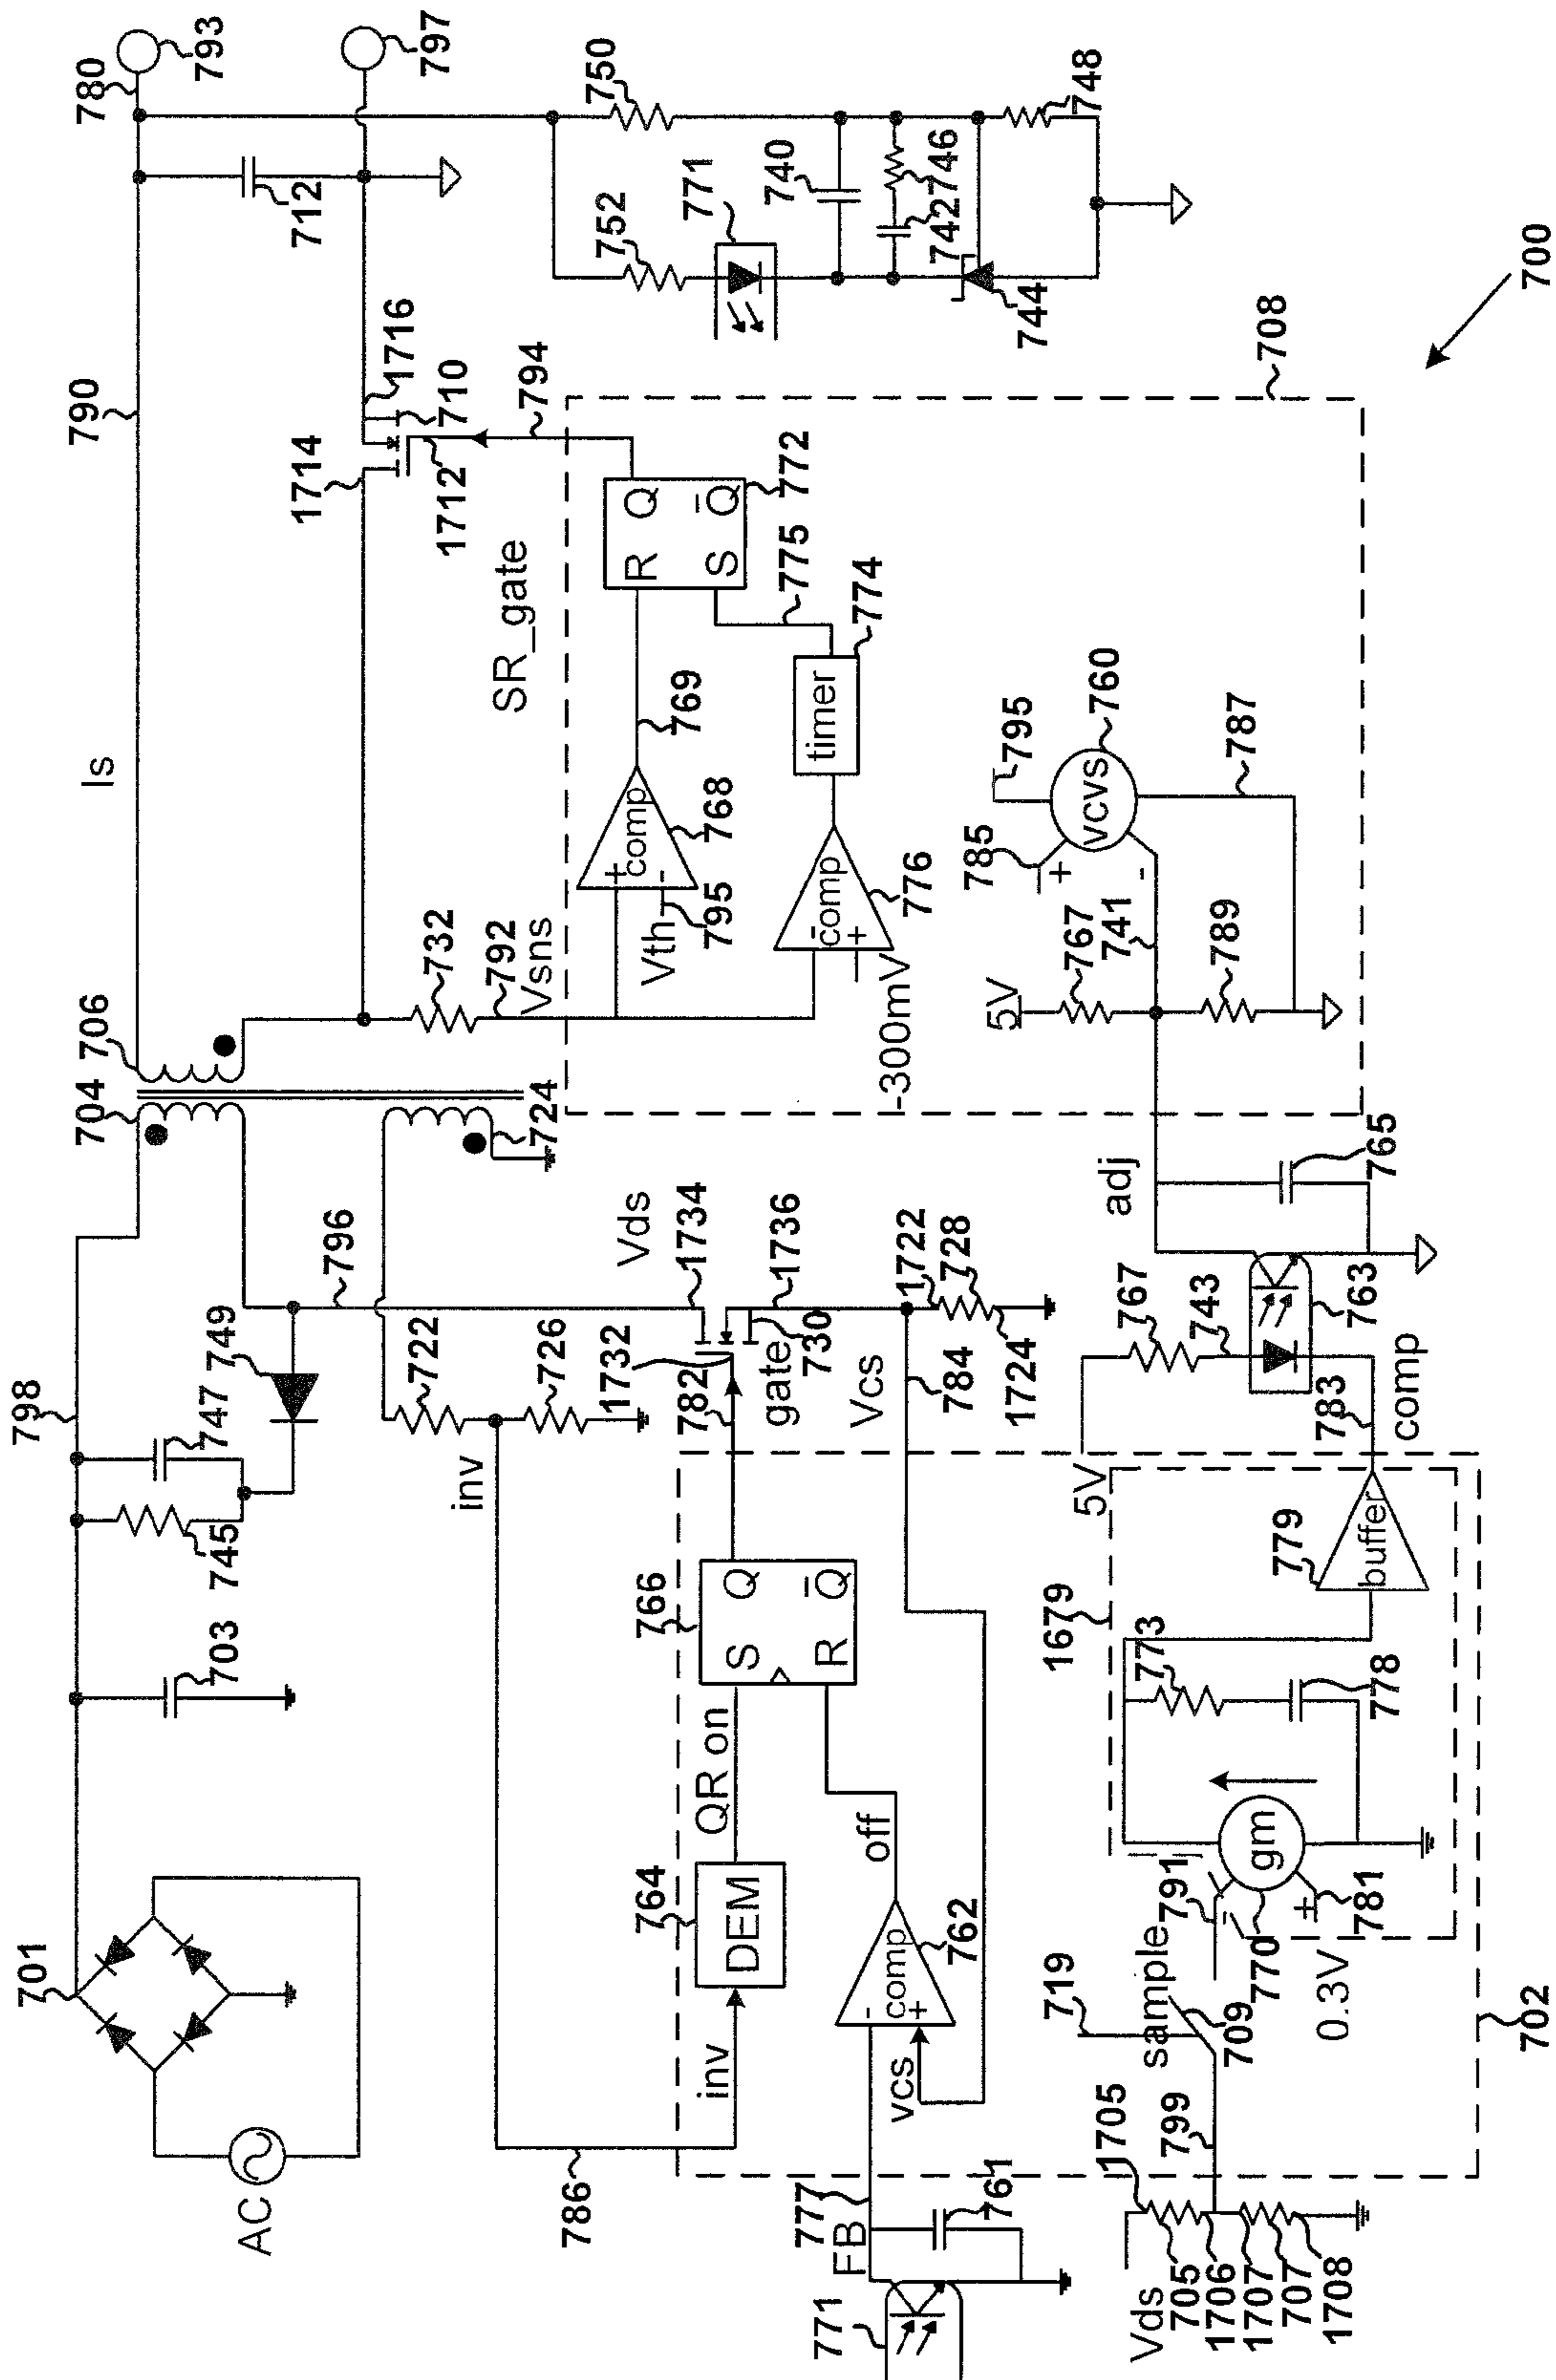 AC
701
703
745
747
798
749
796
704
706
724
Is
790
780
793
797
712
1714
1716
710
1712
794
SR_gate
732
792
Vsns
750
752
771
740
746
742
744
748
708
700
722
726
inv
786
1732
782
gate
730
Vds
1734
1736
Vcs
784
1722
728
1724
766
S
Q
R
Q̅
QR on
764
DEM
inv
off
comp
-
+
762
vcs
777
FB
761
771
702
Vds
705
1705
1706
1707
707
1708
799
719
sample
709
791
-
770
gm
±
781
0.3V
773
778
1679
779
buffer
5V
783
comp
767
743
763
adj
765
R
Q
S
Q̅
772
775
774
timer
769
768
comp
+
-
Vth
795
comp
-
+
776
-300mV
5V
767
741
789
785
+
-
vcvs
760
795
787